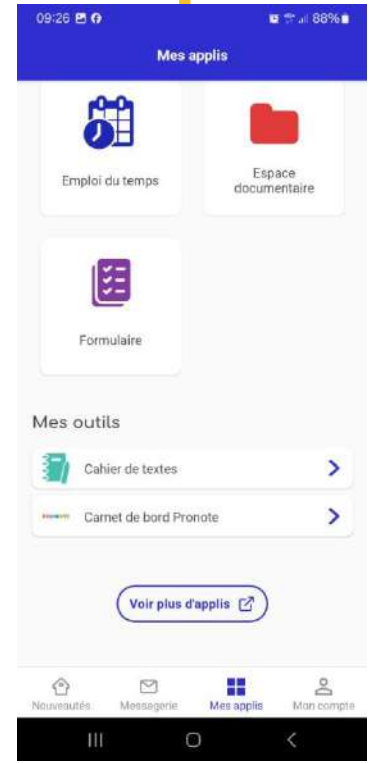 09:26 88%
Mes applis
Emploi du temps
Espace
documentaire
Formulaire
Mes outils
Cahier de textes
PRONOTE Carnet de bord Pronote
Voir plus d'applis
Nouveautés Messagerie Mes applis Mon compte